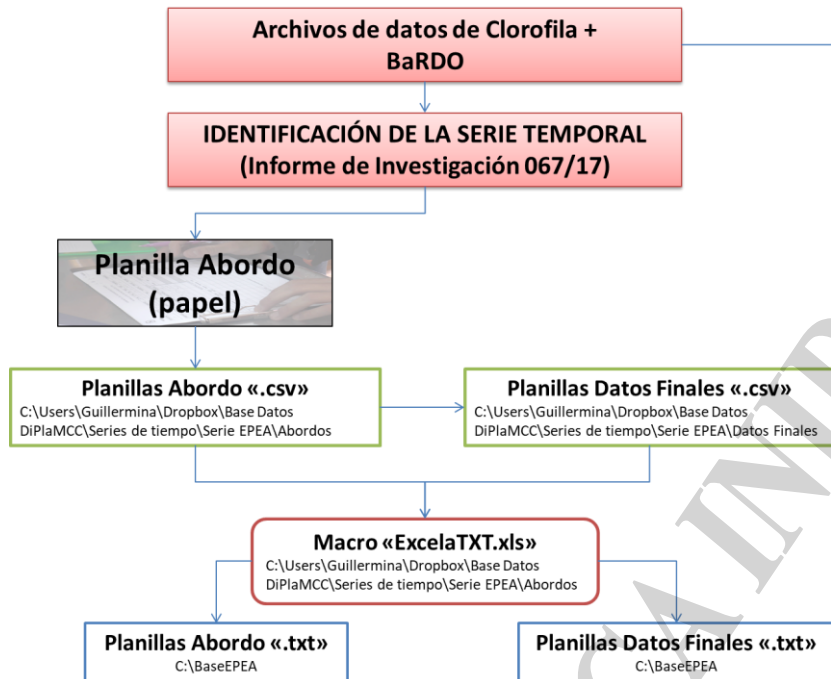 Archivos de datos de Clorofila +
BaRDO
IDENTIFICACIÓN DE LA SERIE TEMPORAL
(Informe de Investigación 067/17)
Planilla Abordo
(papel)
Planillas Abordo «.csv»
C:\Users\Guillermina\Dropbox\Base Datos
DiPlaMCC\Series de tiempo\Serie EPEA\Abordos
Planillas Datos Finales «.csv»
C:\Users\Guillermina\Dropbox\Base Datos
DiPlaMCC\Series de tiempo\Serie EPEA\Datos Finales
Macro «ExcelaTXT.xls»
C:\Users\Guillermina\Dropbox\Base Datos
DiPlaMCC\Series de tiempo\Serie EPEA\Abordos
Planillas Abordo «.txt»
C:\BaseEPEA
Planillas Datos Finales «.txt»
C:\BaseEPEA